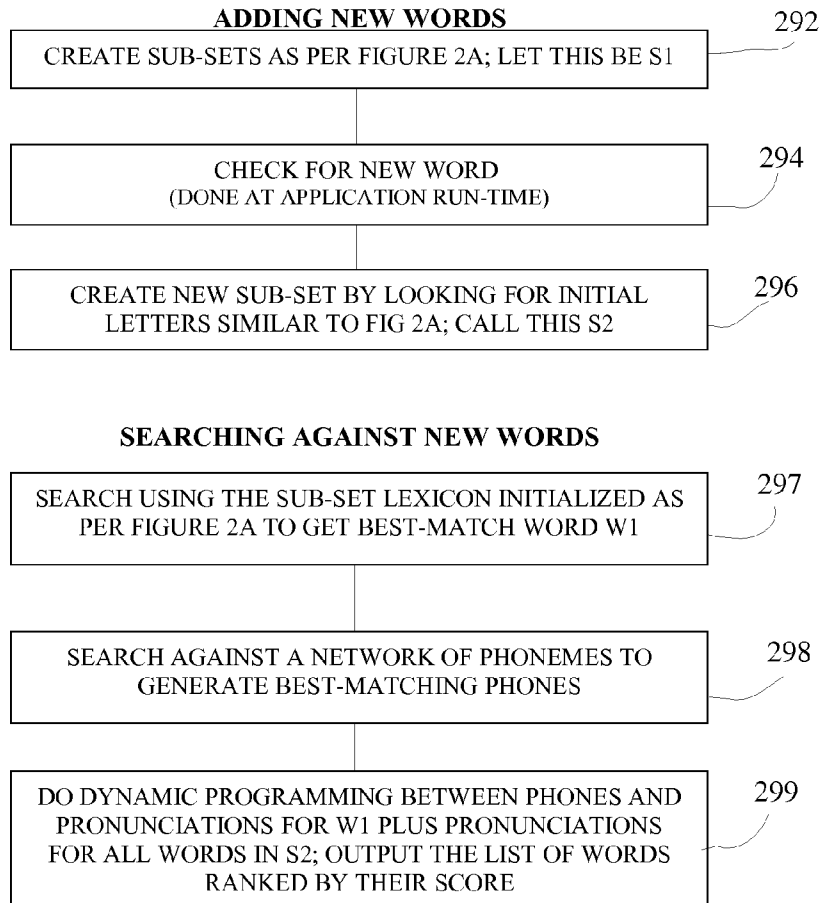 ADDING NEW WORDS
292
CREATE SUB-SETS AS PER FIGURE 2A; LET THIS BE S1
294
CHECK FOR NEW WORD
(DONE AT APPLICATION RUN-TIME)
296
CREATE NEW SUB-SET BY LOOKING FOR INITIAL
LETTERS SIMILAR TO FIG 2A; CALL THIS S2
SEARCHING AGAINST NEW WORDS
297
SEARCH USING THE SUB-SET LEXICON INITIALIZED AS
PER FIGURE 2A TO GET BEST-MATCH WORD W1
298
SEARCH AGAINST A NETWORK OF PHONEMES TO
GENERATE BEST-MATCHING PHONES
299
DO DYNAMIC PROGRAMMING BETWEEN PHONES AND
PRONUNCIATIONS FOR W1 PLUS PRONUNCIATIONS
FOR ALL WORDS IN S2; OUTPUT THE LIST OF WORDS
RANKED BY THEIR SCORE